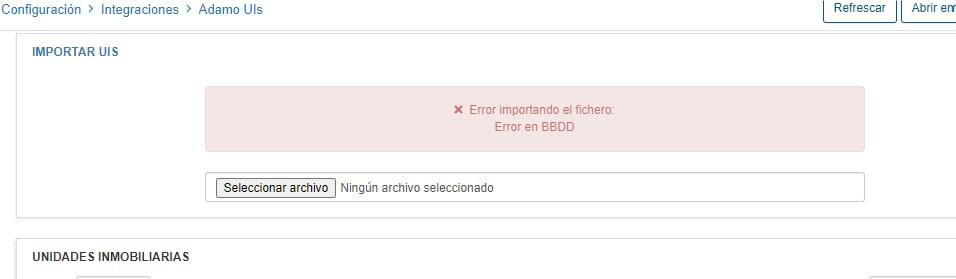 Configuración > Integraciones > Adamo UIs
Refrescar
Abrir en
IMPORTAR UIS
× Error importando el fichero:
Error en BBDD
Seleccionar archivo Ningún archivo seleccionado
UNIDADES INMOBILIARIAS